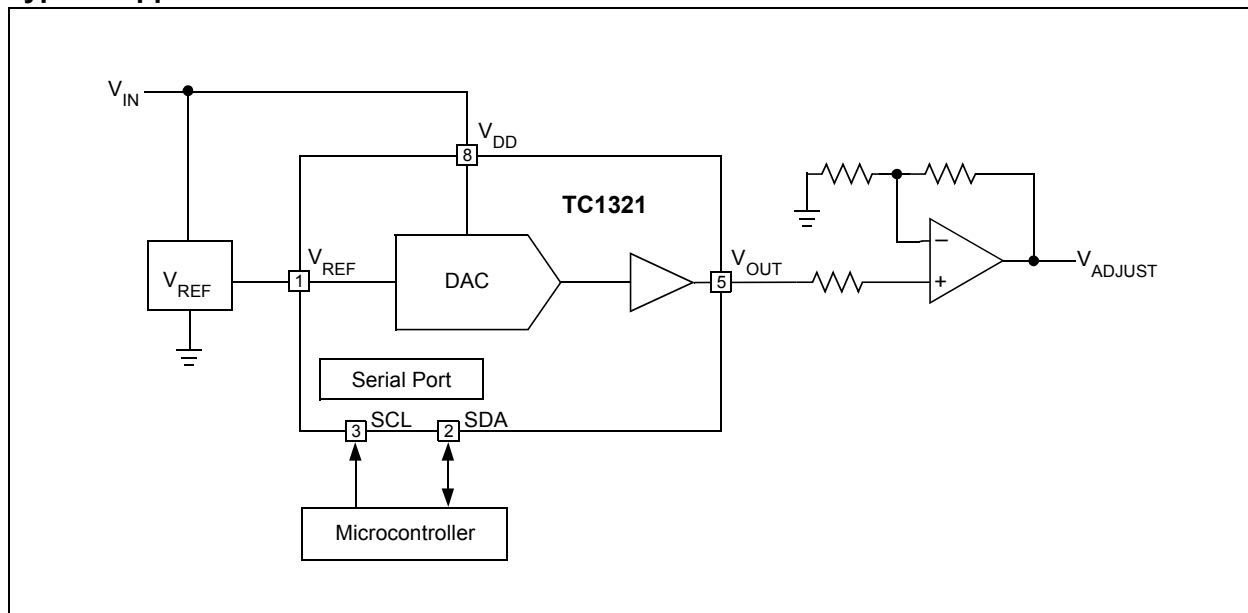 V_IN
V_DD
8
TC1321
V_REF
V_REF
1
DAC
V_OUT
5
−
+
V_ADJUST
Serial Port
3
SCL
2
SDA
Microcontroller